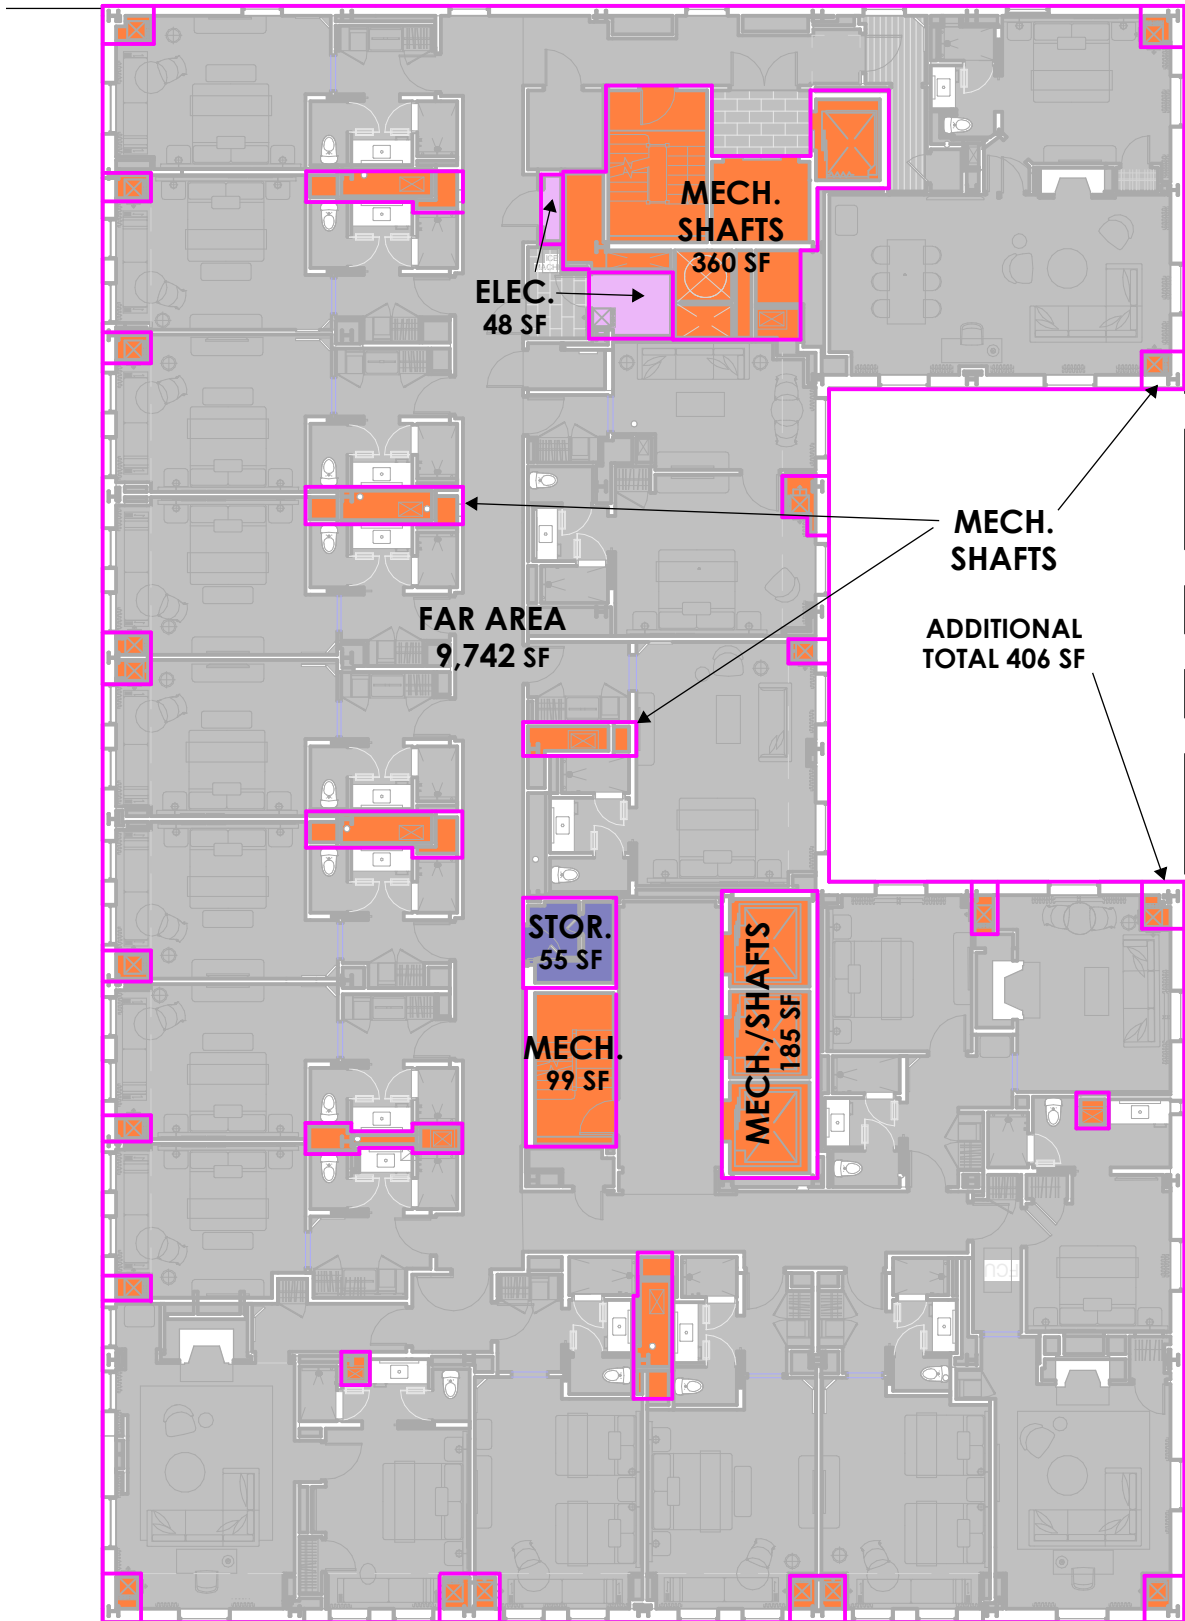 MECH.
SHAFTS
360 SF
ELEC.
48 SF
MECH.
SHAFTS
FAR AREA
9,742 SF
ADDITIONAL
TOTAL 406 SF
STOR.
55 SF
MECH./SHAFTS
185 SF
MECH.
99 SF
FCU